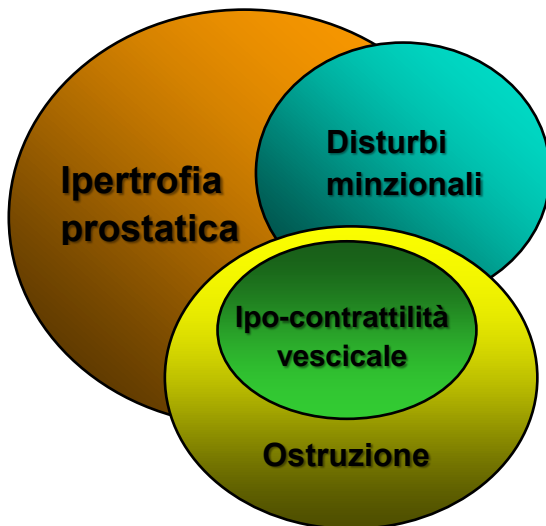 Disturbi
minzionali
Ipertrofia
prostatica
Ipo-contrattilità
vescicale
Ostruzione